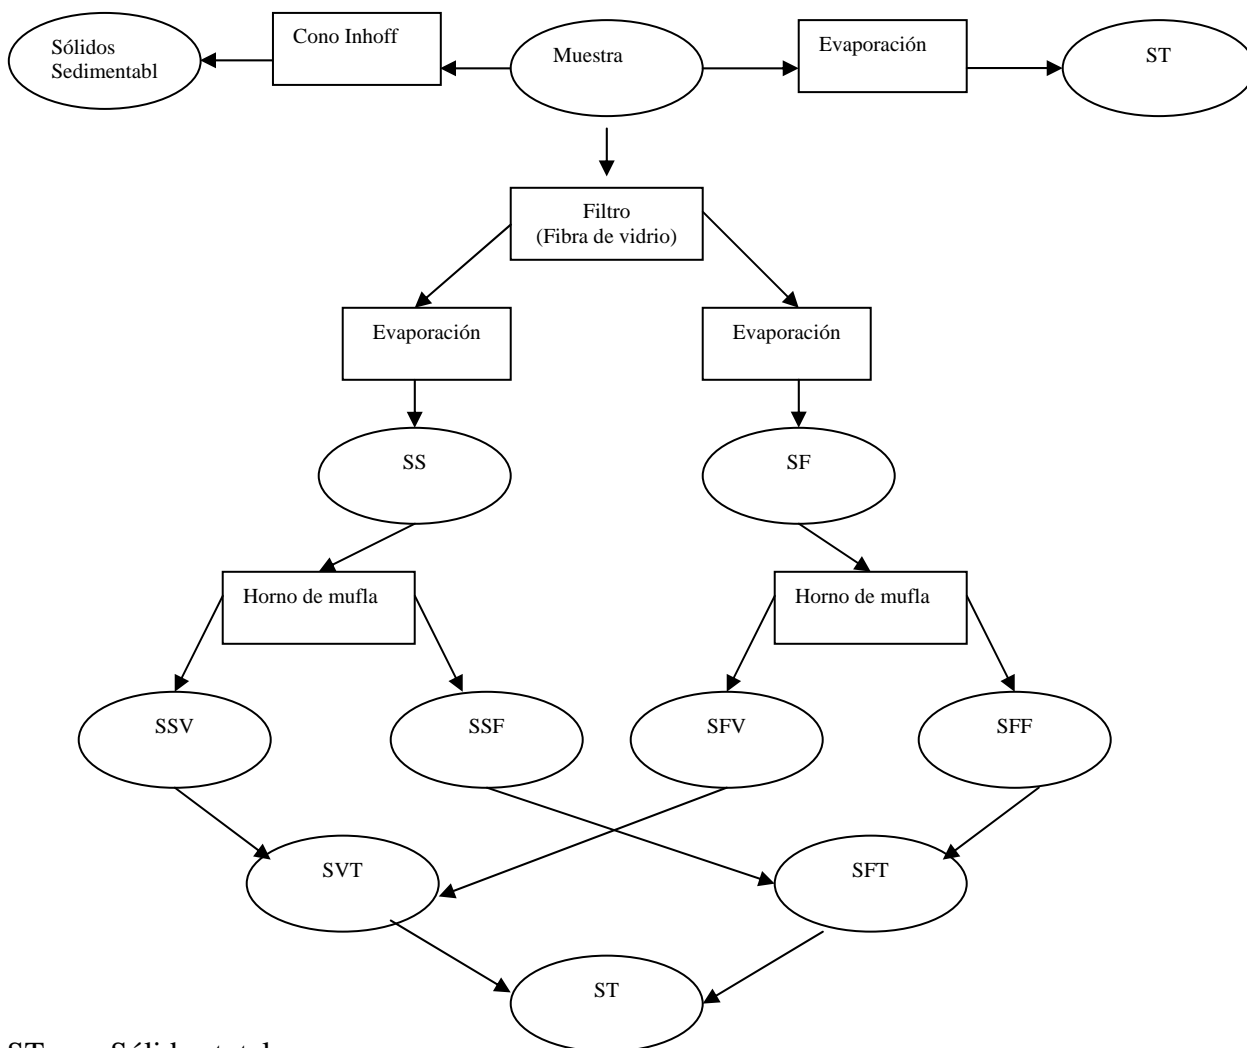 Sólidos
Sedimentabl
Cono Inhoff
Muestra
Evaporación
ST
Filtro
(Fibra de vidrio)
Evaporación
Evaporación
SS
SF
Horno de mufla
Horno de mufla
SSV
SSF
SFV
SFF
SVT
SFT
ST